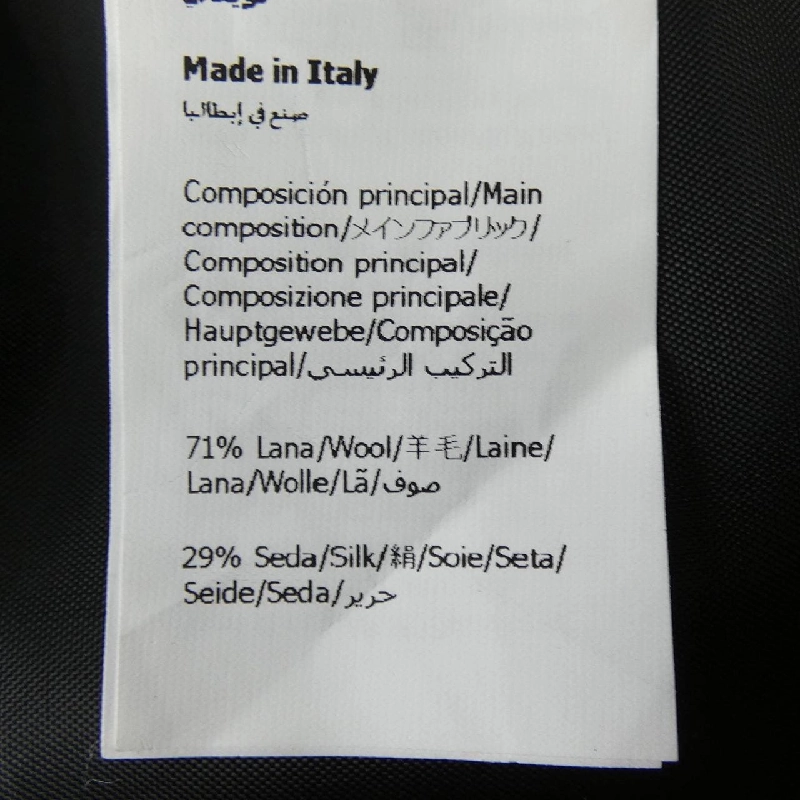 Made in Italy
صنع في إيطاليا
Composición principal/Main
composition/メインファブリック/
Composition principal/
Composizione principale/
Hauptgewebe/Composição
principal/التركيب الرئيسي
71% Lana/Wool/羊毛/Laine/
Lana/Wolle/Lã/صوف
29% Seda/Silk/絹/Soie/Seta/
Seide/Seda/حرير